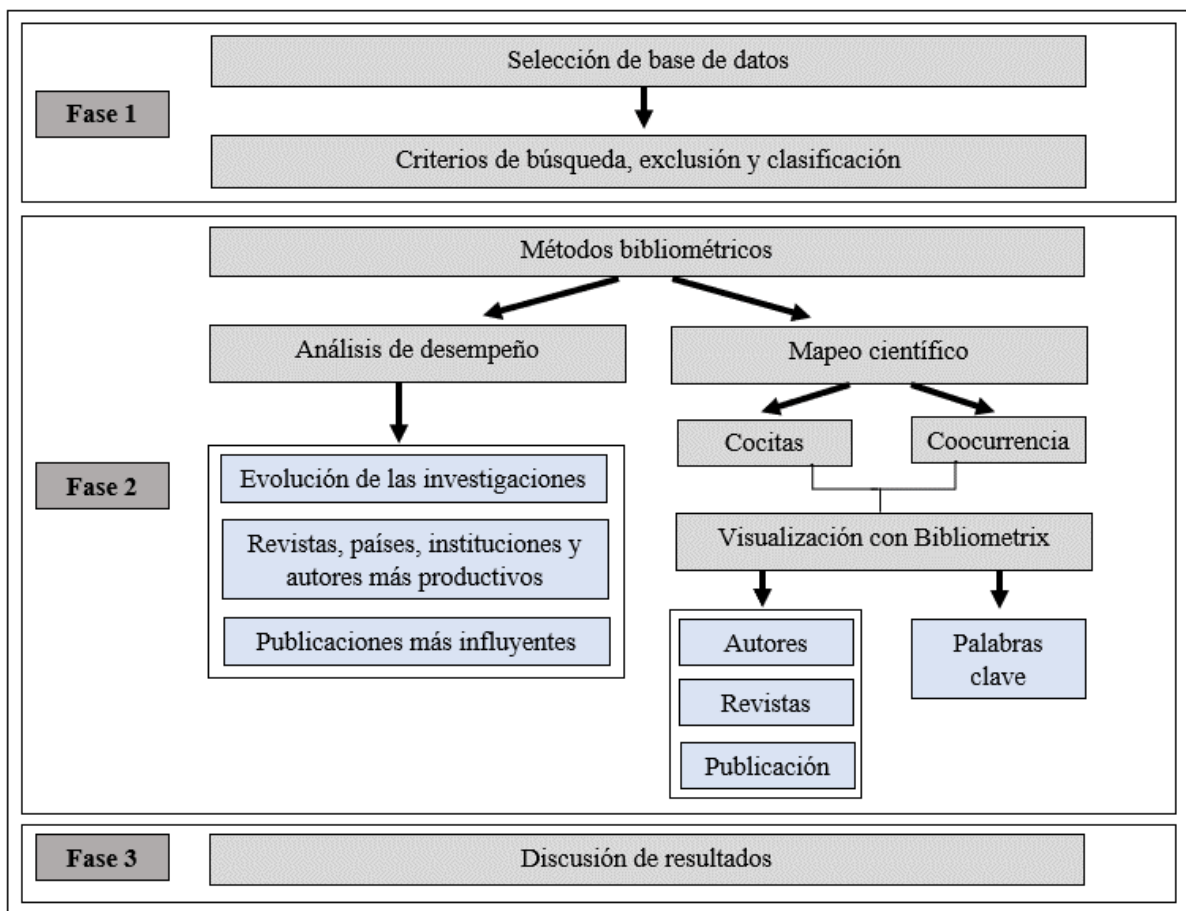 Fase 1
Selección de base de datos
Criterios de búsqueda, exclusión y clasificación
Fase 2
Métodos bibliométricos
Análisis de desempeño
Evolución de las investigaciones
Revistas, países, instituciones y
autores más productivos
Publicaciones más influyentes
Mapeo científico
Cocitas
Coocurrencia
Visualización con Bibliometrix
Autores
Revistas
Publicación
Palabras
clave
Fase 3
Discusión de resultados